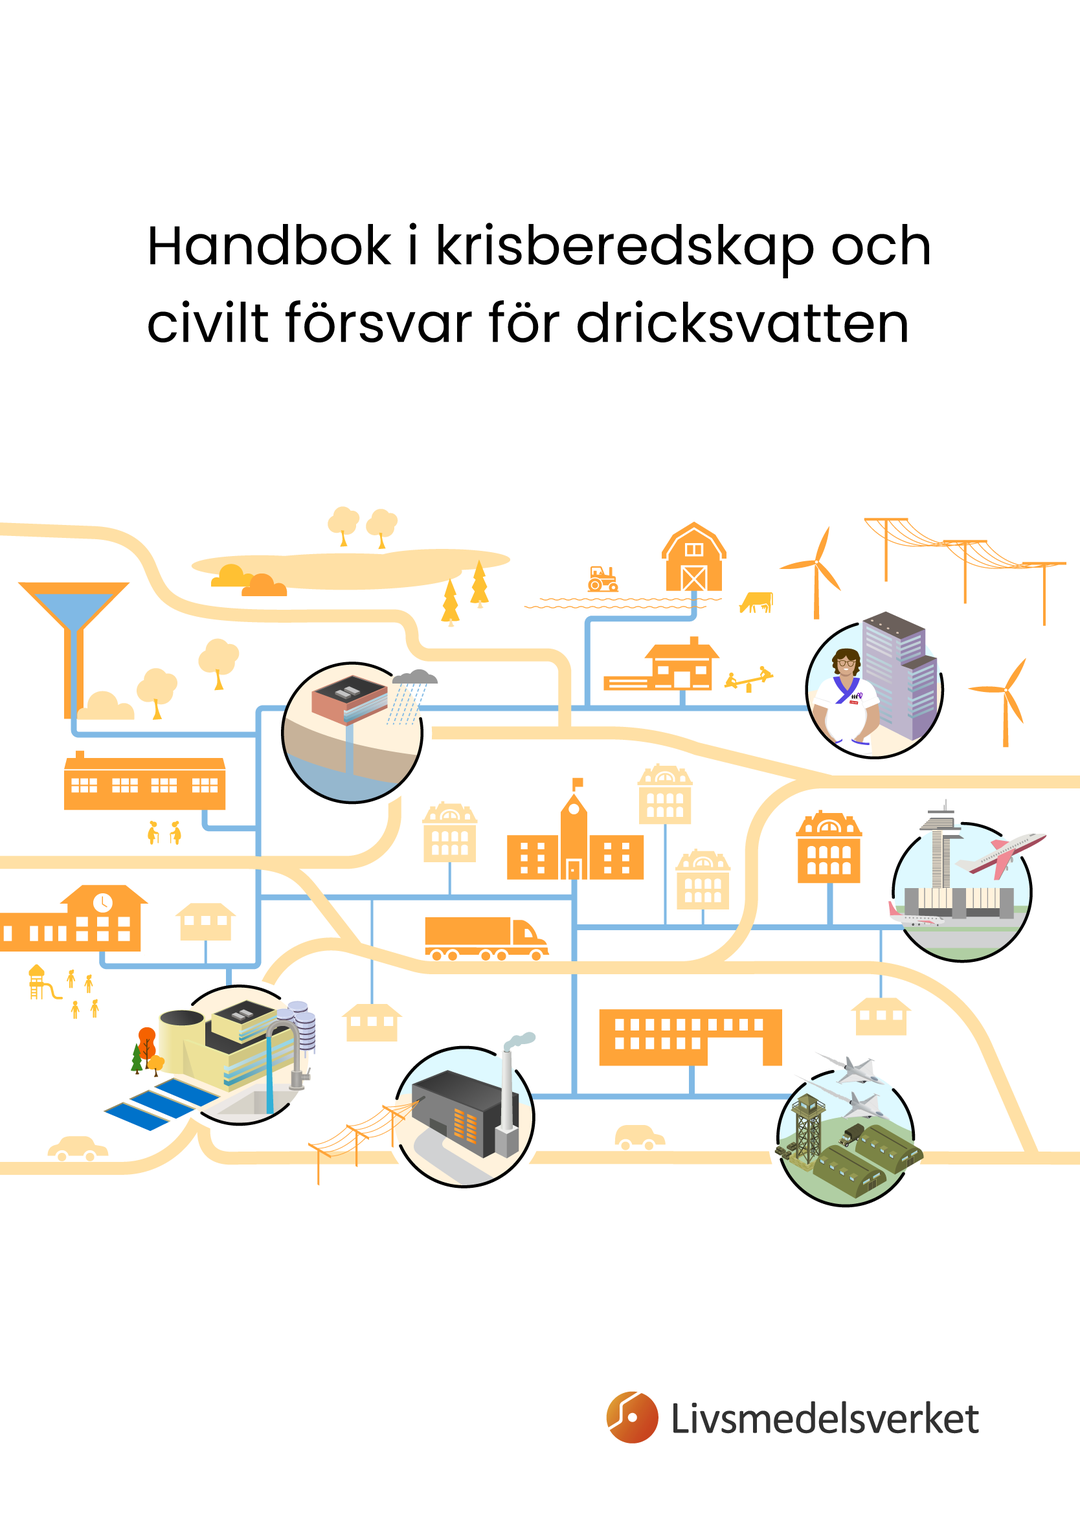 Handbok i krisberedskap och
civilt försvar för dricksvatten
Livsmedelsverket